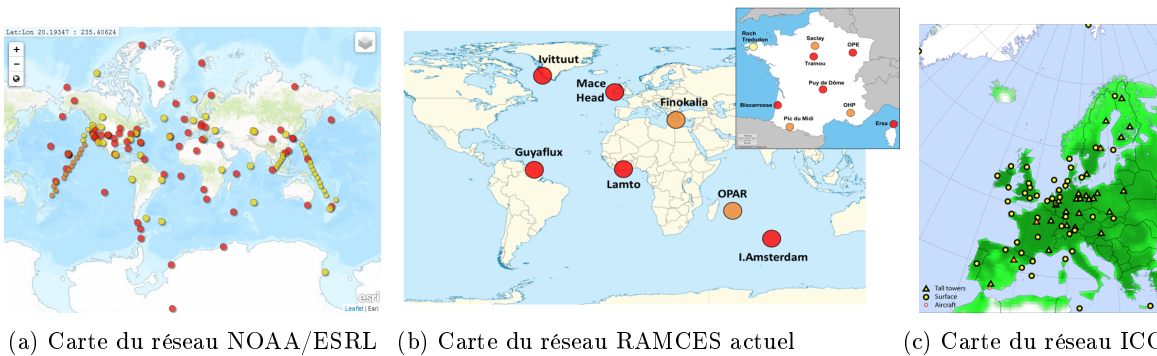 Lat:Lon 20.19347 : 235.40624
+
−
esri
Leaflet | Esri
(a) Carte du réseau NOAA/ESRL
Ivittuut
Mace
Head
Finokalia
Guyaflux
Lamto
OPAR
I.Amsterdam
Roch
Tredudon
Saclay
OPE
Trainou
Puy de Dôme
Biscarrosse
OHP
Pic du Midi
Ersa
(b) Carte du réseau RAMCES actuel
Tall towers
Surface
Aircraft
(c) Carte du réseau ICO